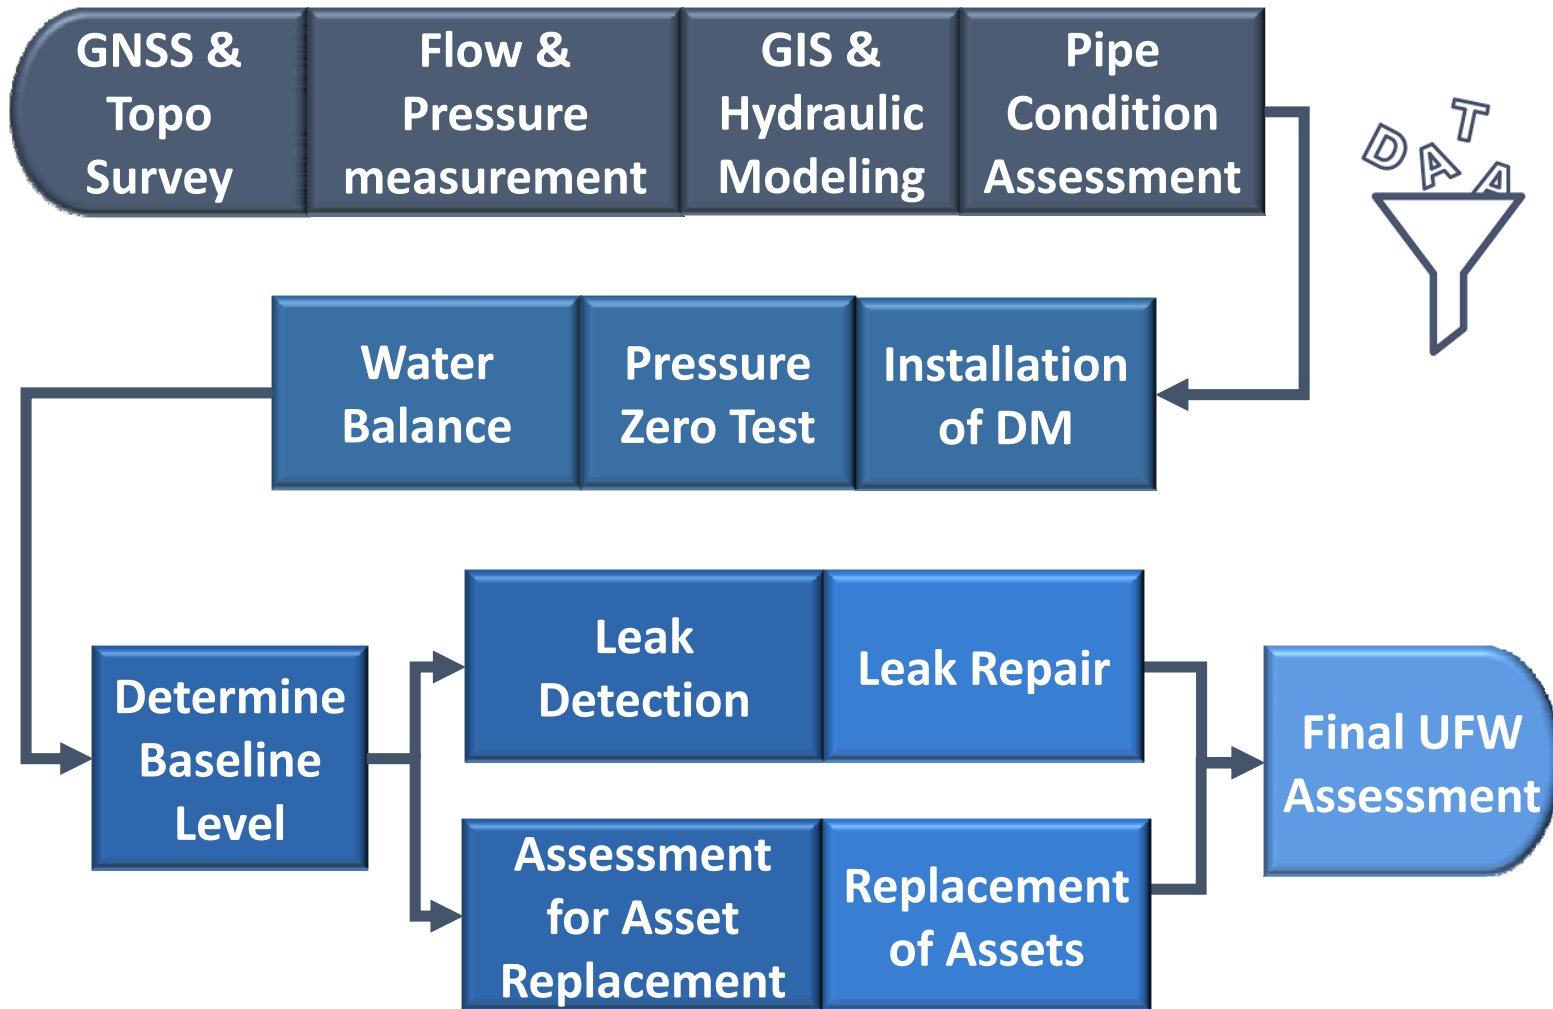 GNSS &
Topo
Survey
Flow &
Pressure
measurement
GIS &
Hydraulic
Modeling
Pipe
Condition
Assessment
DATA
Water
Balance
Pressure
Zero Test
Installation
of DM
Determine
Baseline
Level
Leak
Detection
Leak Repair
Assessment
for Asset
Replacement
Replacement
of Assets
Final UFW
Assessment